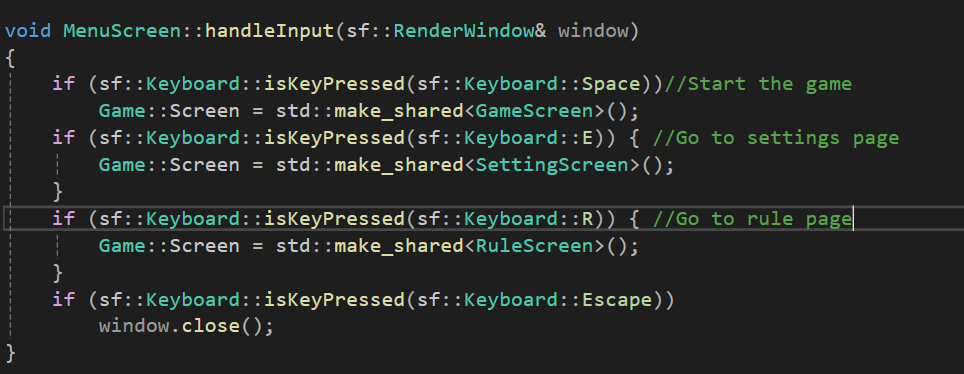 void MenuScreen::handleInput(sf::RenderWindow& window)
{
    if (sf::Keyboard::isKeyPressed(sf::Keyboard::Space))//Start the game
        Game::Screen = std::make_shared<GameScreen>();
    if (sf::Keyboard::isKeyPressed(sf::Keyboard::E)) { //Go to settings page
        Game::Screen = std::make_shared<SettingScreen>();
    }
    if (sf::Keyboard::isKeyPressed(sf::Keyboard::R)) { //Go to rule page
        Game::Screen = std::make_shared<RuleScreen>();
    }
    if (sf::Keyboard::isKeyPressed(sf::Keyboard::Escape))
        window.close();
}